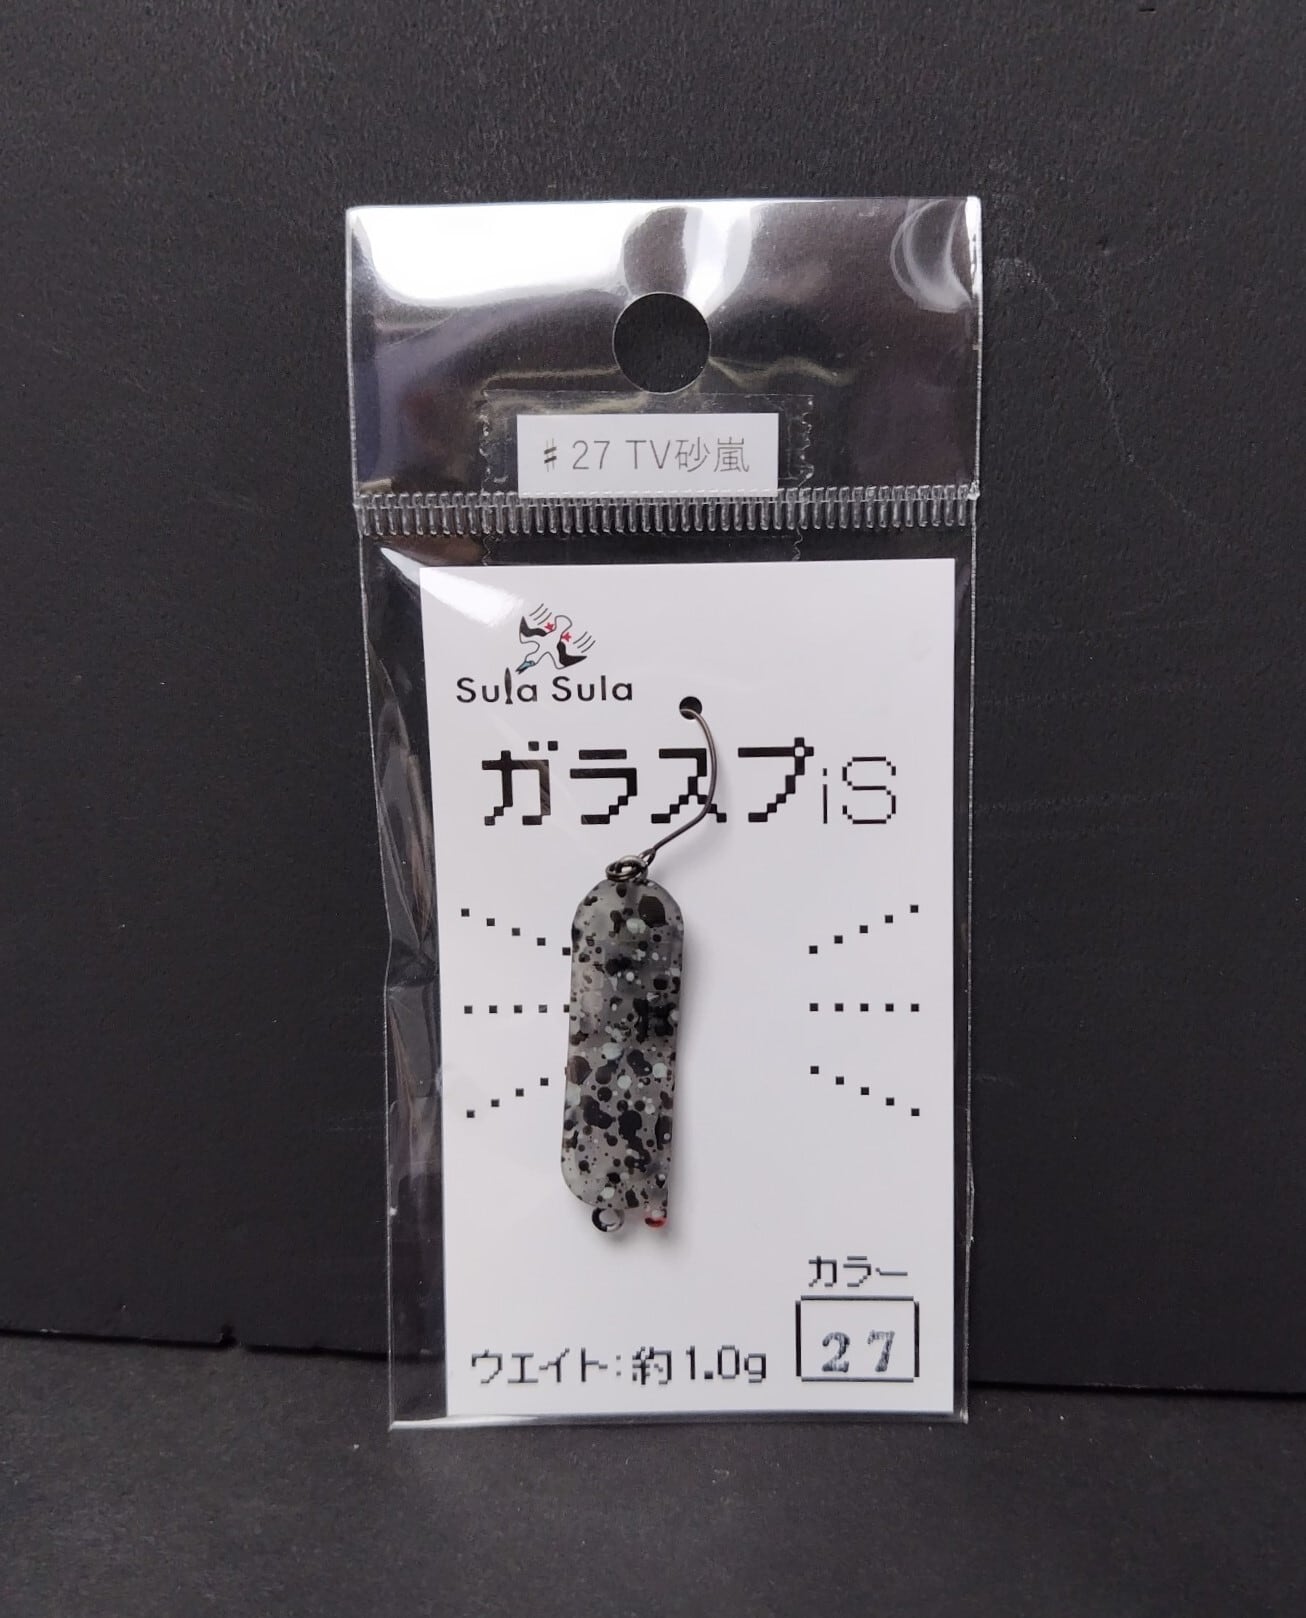 ♯27 TV砂嵐
Sula Sula
ガラスプiS
カラー
27
ウエイト:約1.0g